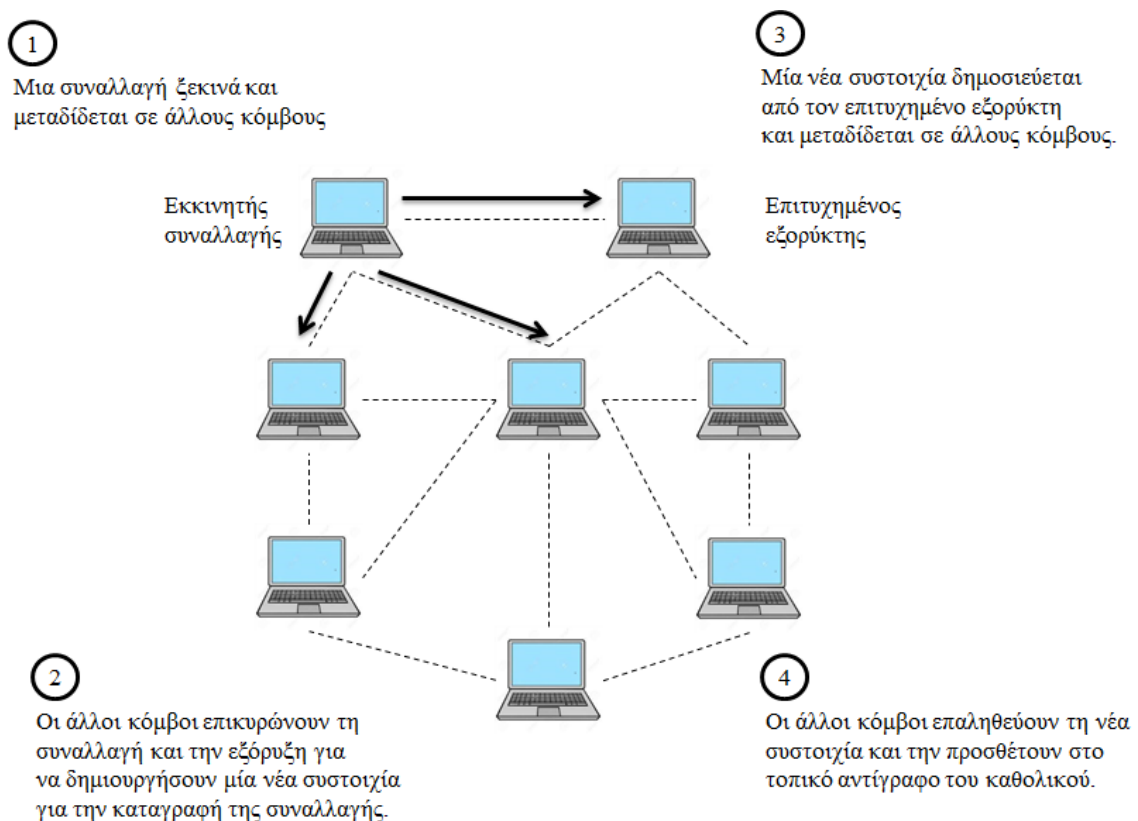 1
Μια συναλλαγή ξεκινά και
μεταδίδεται σε άλλους κόμβους
3
Μία νέα συστοιχία δημοσιεύεται
από τον επιτυχημένο εξορύκτη
και μεταδίδεται σε άλλους κόμβους.
Εκκινητής
συναλλαγής
Επιτυχημένος
εξορύκτης
2
Οι άλλοι κόμβοι επικυρώνουν τη
συναλλαγή και την εξόρυξη για
να δημιουργήσουν μία νέα συστοιχία
για την καταγραφή της συναλλαγής.
4
Οι άλλοι κόμβοι επαληθεύουν τη νέα
συστοιχία και την προσθέτουν στο
τοπικό αντίγραφο του καθολικού.